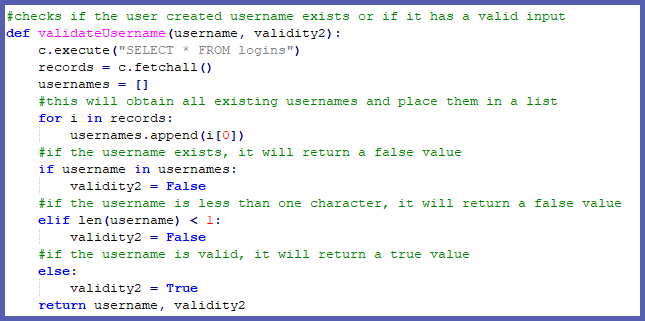 #checks if the user created username exists or if it has a valid input
def validateUsername(username, validity2):
    c.execute("SELECT * FROM logins")
    records = c.fetchall()
    usernames = []
    #this will obtain all existing usernames and place them in a list
    for i in records:
        usernames.append(i[0])
    #if the username exists, it will return a false value
    if username in usernames:
        validity2 = False
    #if the username is less than one character, it will return a false value
    elif len(username) < 1:
        validity2 = False
    #if the username is valid, it will return a true value
    else:
        validity2 = True
    return username, validity2